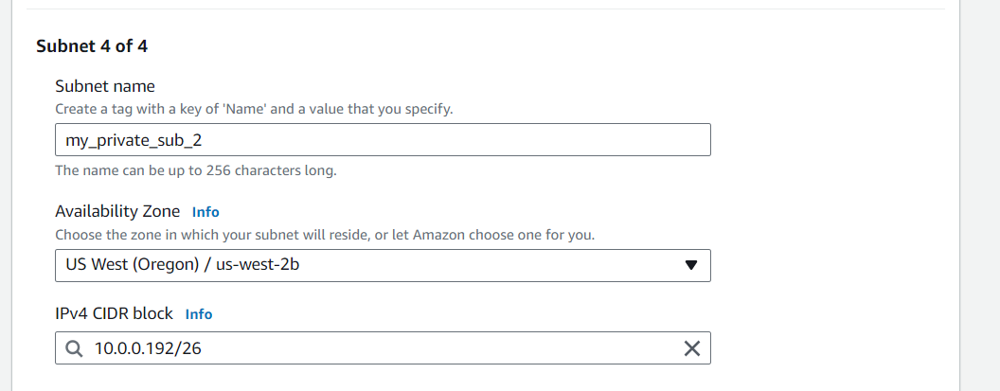 Subnet 4 of 4
Subnet name
Create a tag with a key of 'Name' and a value that you specify.
my_private_sub_2
The name can be up to 256 characters long.
Availability Zone Info
Choose the zone in which your subnet will reside, or let Amazon choose one for you.
US West (Oregon) / us-west-2b
IPv4 CIDR block Info
10.0.0.192/26